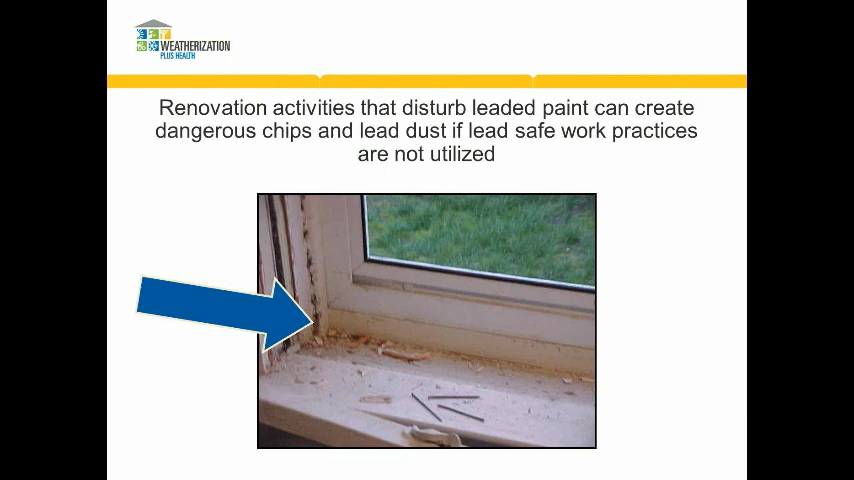 WEATHERIZATION
PLUS HEALTH
Renovation activities that disturb leaded paint can create
dangerous chips and lead dust if lead safe work practices
are not utilized